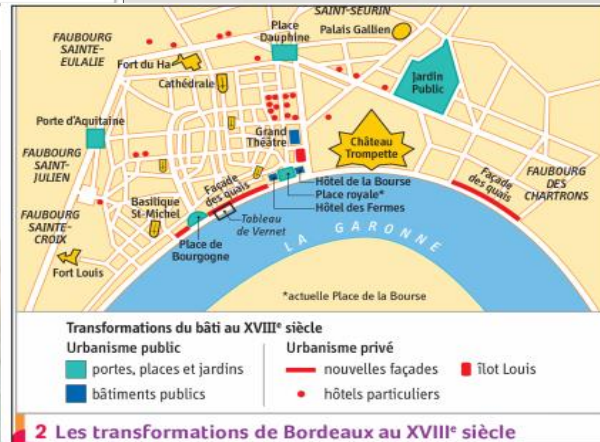 SAINT-SEURIN
Place
Dauphine
Palais Gallien
FAUBOURG
SAINTE-
EULALIE
Fort du Ha
Cathédrale
Jardin
Public
Porte d'Aquitaine
Grand
Théâtre
Château
Trompette
FAUBOURG
SAINT-
JULIEN
Façade
des quais
Hôtel de la Bourse
Place royale*
Hôtel des Fermes
Façade
des quais
FAUBOURG
DES
CHARTRONS
Basilique
St-Michel
FAUBOURG
SAINTE-
CROIX
Tableau
de Vernet
Place de
Bourgogne
LA GARONNE
Fort Louis
*actuelle Place de la Bourse
Transformations du bâti au XVIIIe siècle
Urbanisme public
portes, places et jardins
bâtiments publics
Urbanisme privé
nouvelles façades
îlot Louis
hôtels particuliers
2 Les transformations de Bordeaux au XVIIIe siècle